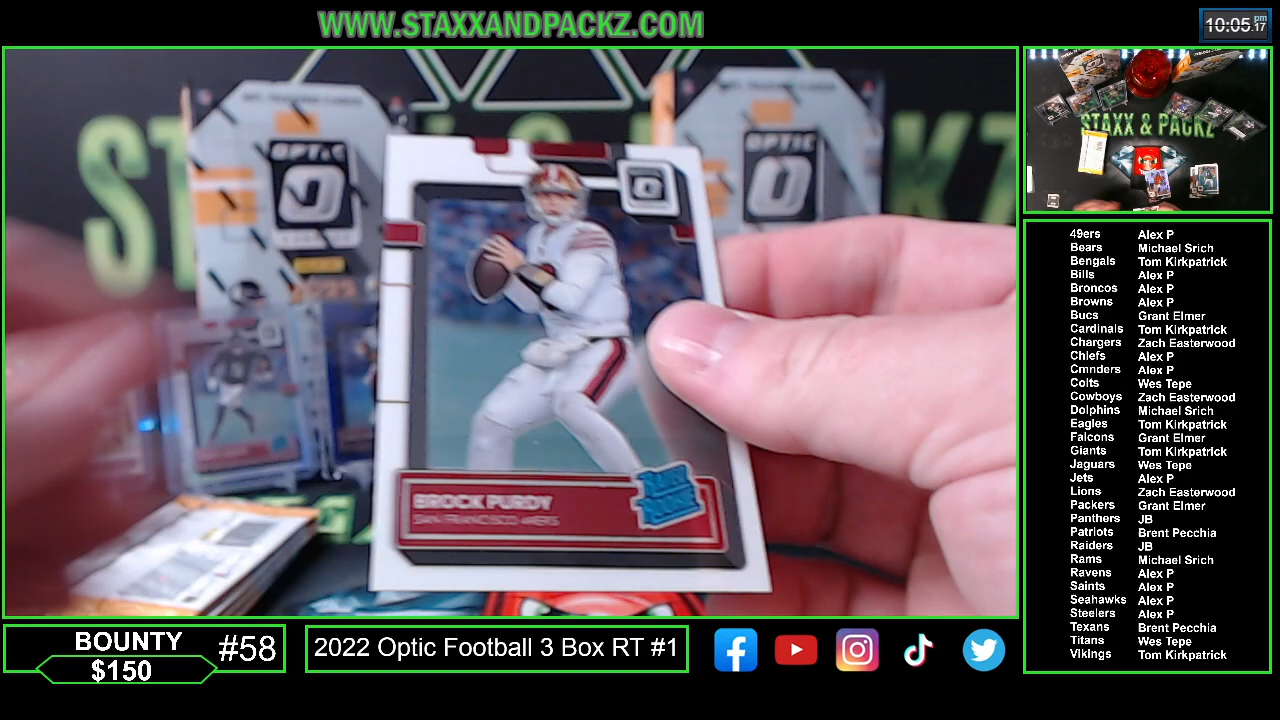 WWW.STAXXANDPACKZ.COM
10:05 pm 17
OPTIC
OPTIC
STAXX & PACKZ
BROCK PURDY
SAN FRANCISCO 49ERS
RATED ROOKIE
49ers Alex P
Bears Michael Srich
Bengals Tom Kirkpatrick
Bills Alex P
Broncos Alex P
Browns Alex P
Bucs Grant Elmer
Cardinals Tom Kirkpatrick
Chargers Zach Easterwood
Chiefs Alex P
Cmnders Alex P
Colts Wes Tepe
Cowboys Zach Easterwood
Dolphins Michael Srich
Eagles Tom Kirkpatrick
Falcons Grant Elmer
Giants Tom Kirkpatrick
Jaguars Wes Tepe
Jets Alex P
Lions Zach Easterwood
Packers Grant Elmer
Panthers JB
Patriots Brent Pecchia
Raiders JB
Rams Michael Srich
Ravens Alex P
Saints Alex P
Seahawks Alex P
Steelers Alex P
Texans Brent Pecchia
Titans Wes Tepe
Vikings Tom Kirkpatrick
BOUNTY
$150
#58
2022 Optic Football 3 Box RT #1